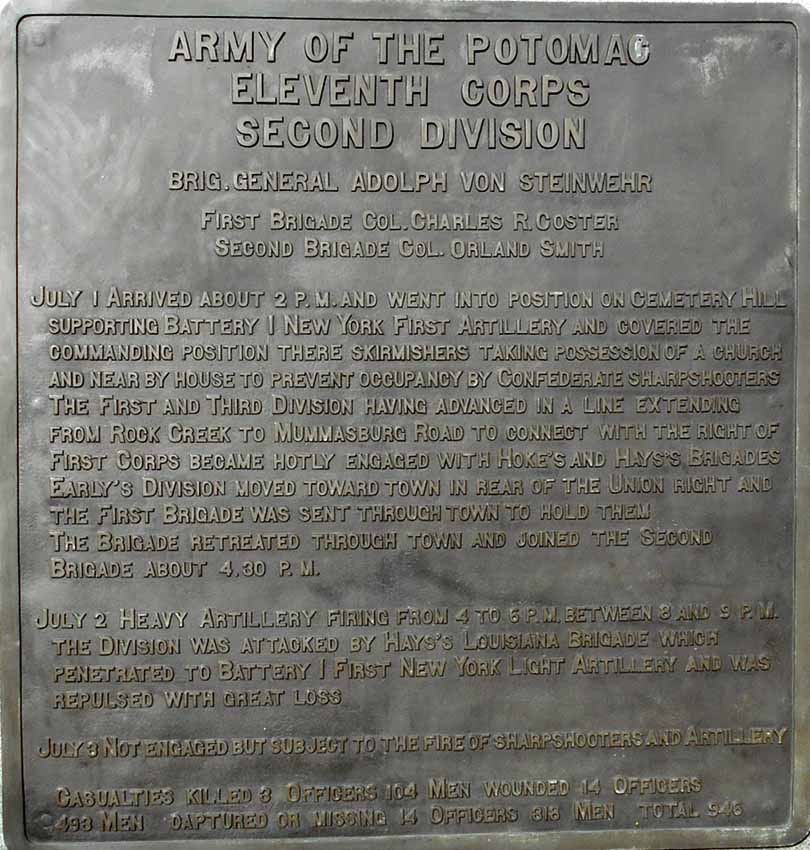 ARMY OF THE POTOMAC
ELEVENTH CORPS
SECOND DIVISION
BRIG. GENERAL ADOLPH VON STEINWEHR
FIRST BRIGADE COL. CHARLES R. COSTER
SECOND BRIGADE COL. ORLAND SMITH
JULY 1 ARRIVED ABOUT 2 P. M. AND WENT INTO POSITION ON CEMETERY HILL
SUPPORTING BATTERY I NEW YORK FIRST ARTILLERY AND COVERED THE
COMMANDING POSITION THERE SKIRMISHERS TAKING POSSESSION OF A CHURCH
AND NEAR BY HOUSE TO PREVENT OCCUPANCY BY CONFEDERATE SHARPSHOOTERS
THE FIRST AND THIRD DIVISION HAVING ADVANCED IN A LINE EXTENDING
FROM ROCK CREEK TO MUMMASBURG ROAD TO CONNECT WITH THE RIGHT OF
FIRST CORPS BECAME HOTLY ENGAGED WITH HOKE'S AND HAYS'S BRIGADES
EARLY'S DIVISION MOVED TOWARD TOWN IN REAR OF THE UNION RIGHT AND
THE FIRST BRIGADE WAS SENT THROUGH TOWN TO HOLD THEM
THE BRIGADE RETREATED THROUGH TOWN AND JOINED THE SECOND
BRIGADE ABOUT 4.30 P. M.
JULY 2 HEAVY ARTILLERY FIRING FROM 4 TO 6 P. M. BETWEEN 8 AND 9 P. M.
THE DIVISION WAS ATTACKED BY HAYS'S LOUISIANA BRIGADE WHICH
PENETRATED TO BATTERY I FIRST NEW YORK LIGHT ARTILLERY AND WAS
REPULSED WITH GREAT LOSS
JULY 3 NOT ENGAGED BUT SUBJECT TO THE FIRE OF SHARPSHOOTERS AND ARTILLERY
CASUALTIES KILLED 3 OFFICERS 104 MEN WOUNDED 14 OFFICERS
493 MEN CAPTURED OR MISSING 14 OFFICERS 318 MEN TOTAL 946